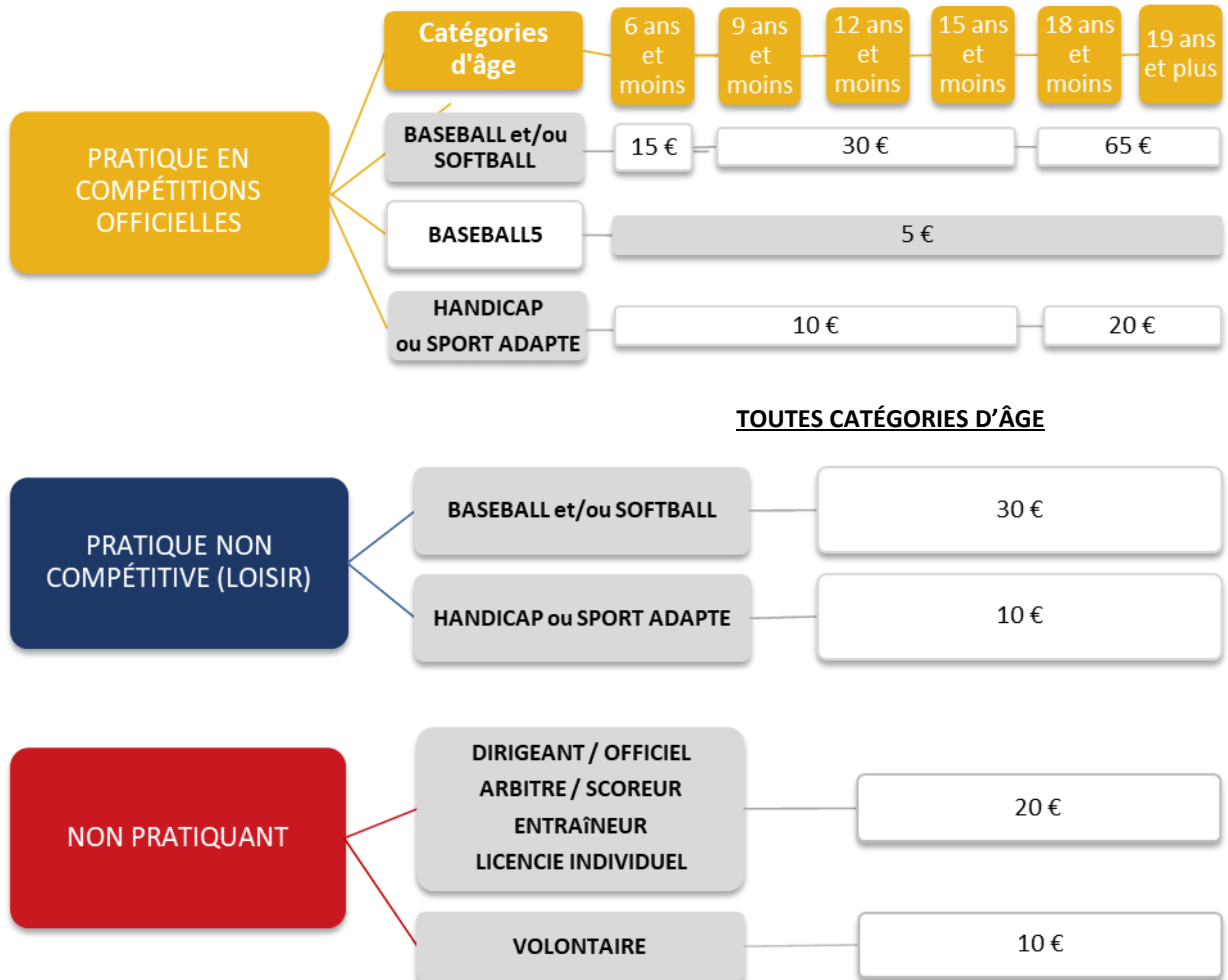 Catégories
d'âge
6 ans
et
moins
9 ans
et
moins
12 ans
et
moins
15 ans
et
moins
18 ans
et
moins
19 ans
et plus
PRATIQUE EN
COMPÉTITIONS
OFFICIELLES
BASEBALL et/ou
SOFTBALL
15 €
30 €
65 €
BASEBALL5
5 €
HANDICAP
ou SPORT ADAPTE
10 €
20 €
TOUTES CATÉGORIES D’ÂGE
PRATIQUE NON
COMPÉTITIVE (LOISIR)
BASEBALL et/ou SOFTBALL
30 €
HANDICAP ou SPORT ADAPTE
10 €
NON PRATIQUANT
DIRIGEANT / OFFICIEL
ARBITRE / SCOREUR
ENTRAîNEUR
LICENCIE INDIVIDUEL
20 €
VOLONTAIRE
10 €